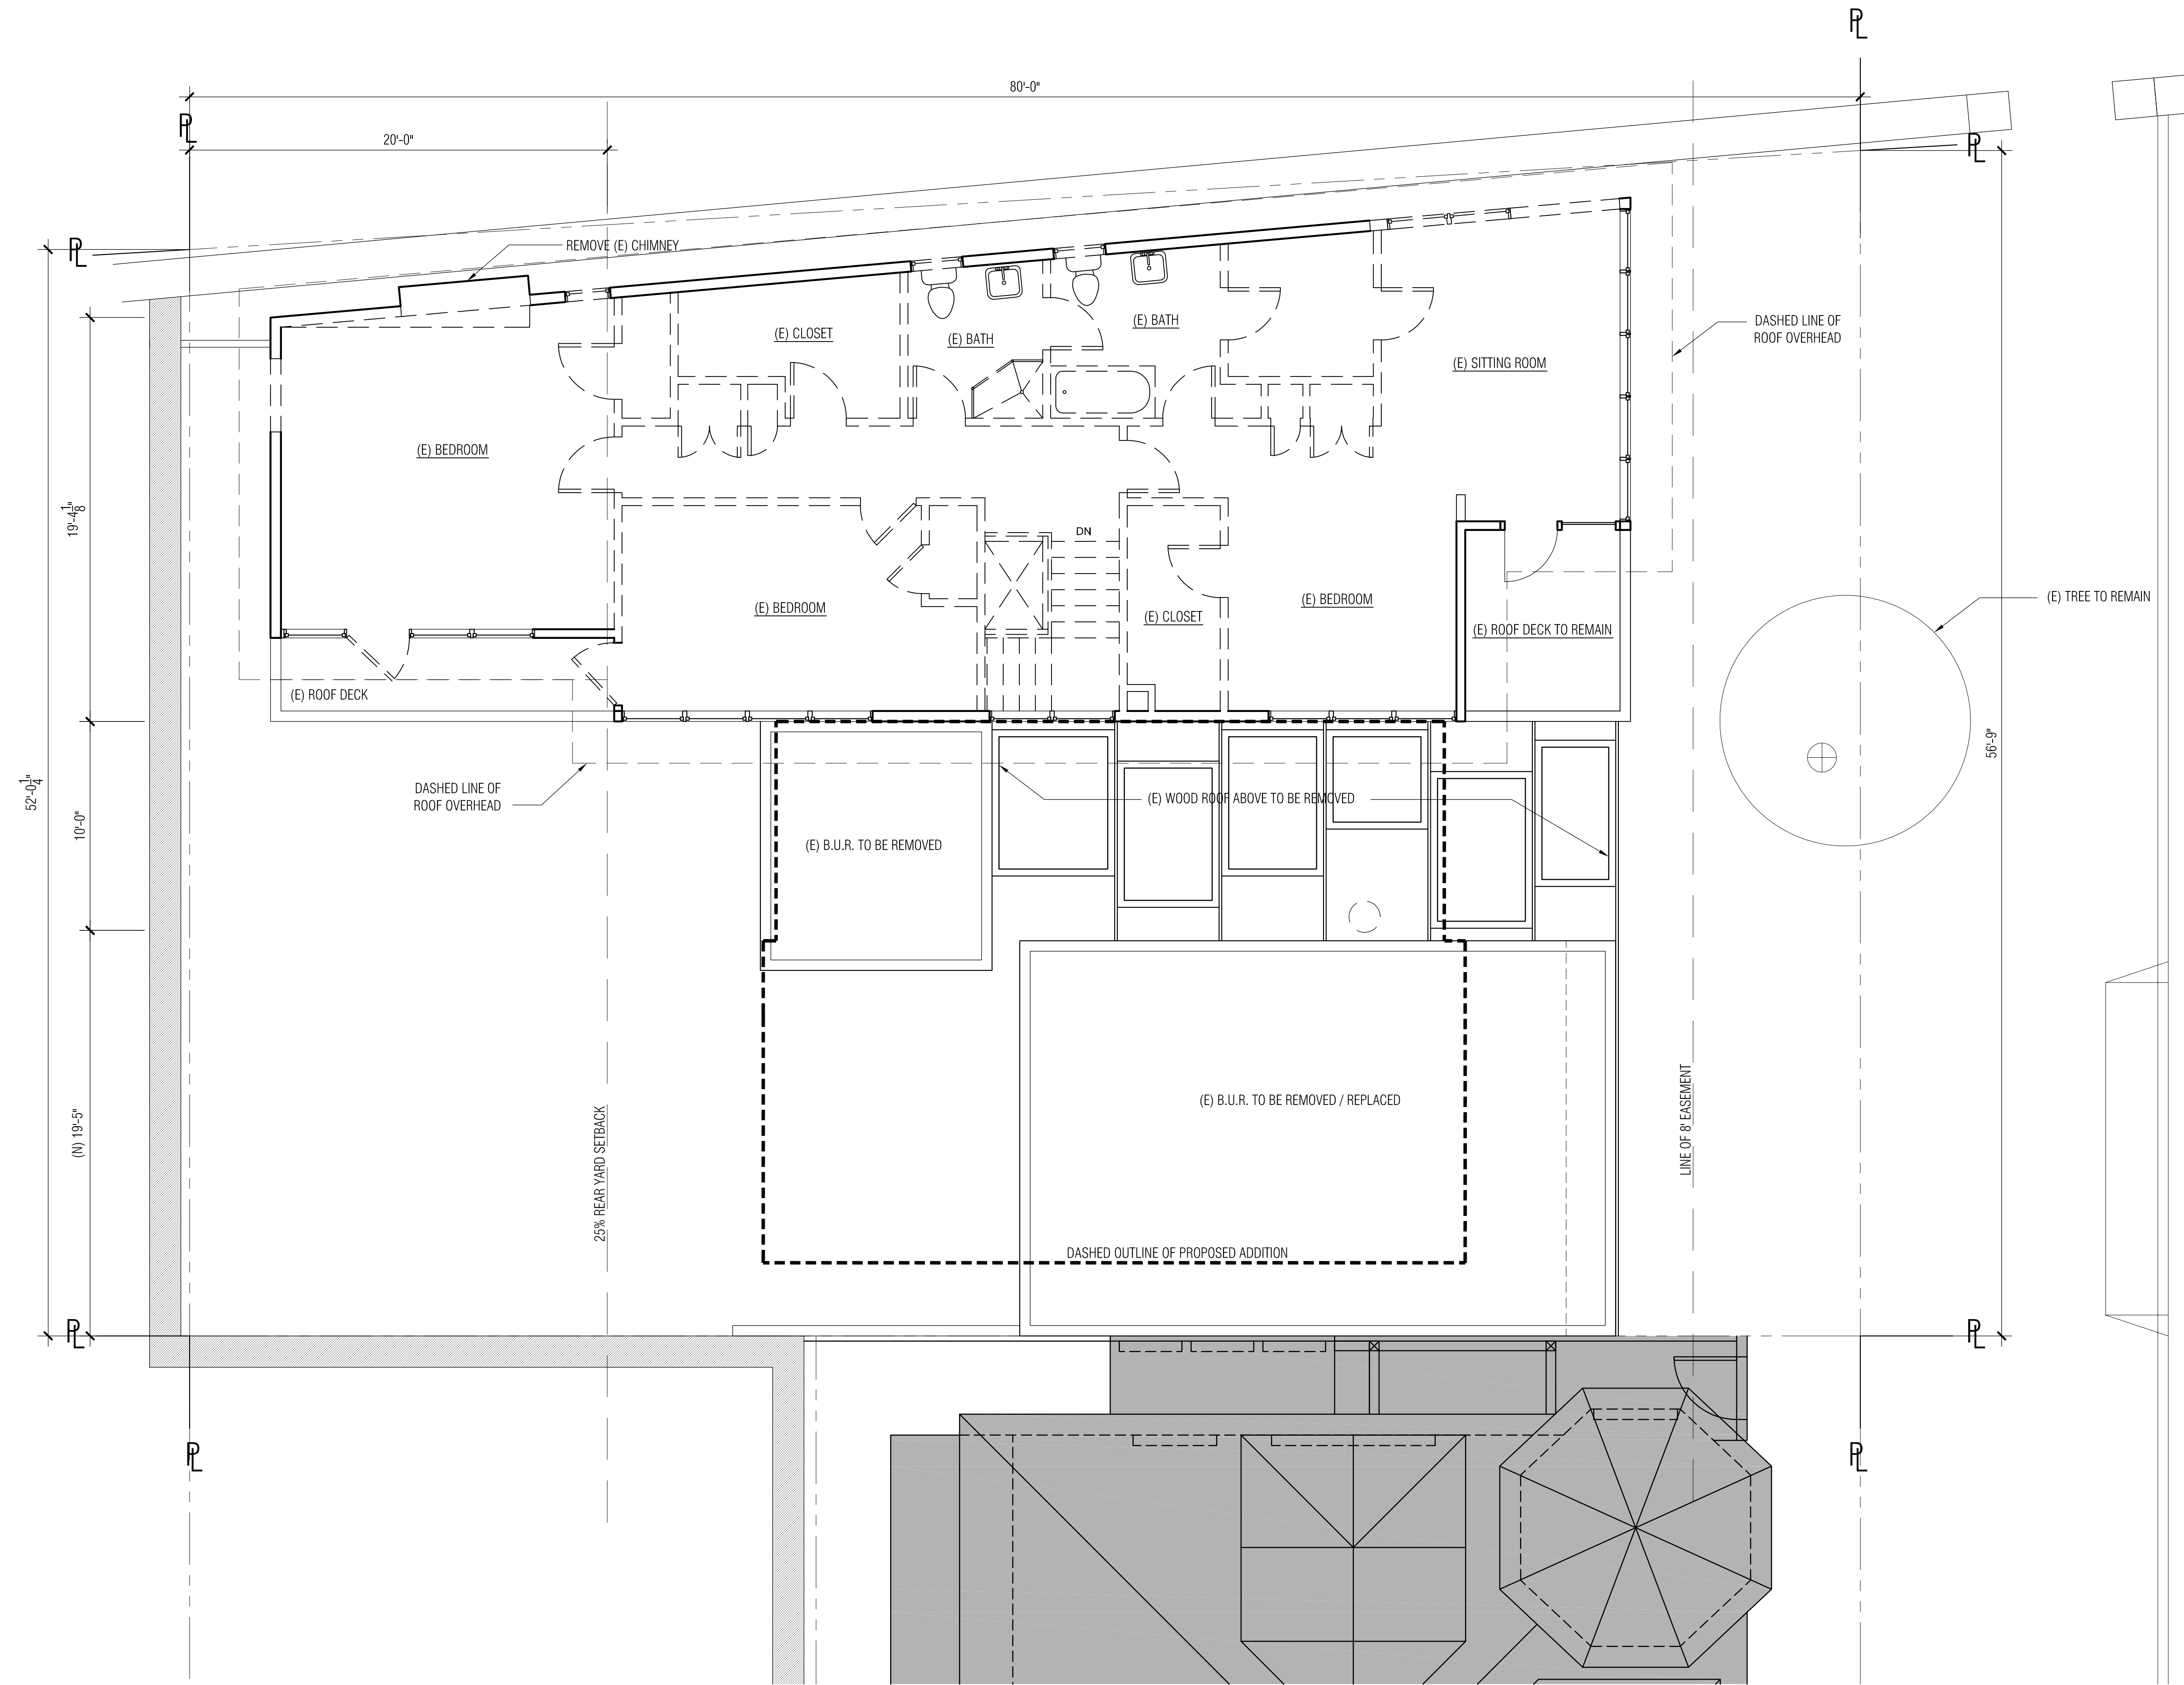 PL
80'-0"
PL
20'-0"
PL
PL
REMOVE (E) CHIMNEY
(E) CLOSET
(E) BATH
(E) BATH
DASHED LINE OF
ROOF OVERHEAD
(E) SITTING ROOM
(E) BEDROOM
19'-4 1/8"
DN
(E) BEDROOM
(E) CLOSET
(E) BEDROOM
(E) ROOF DECK TO REMAIN
(E) TREE TO REMAIN
(E) ROOF DECK
56'-9"
52'-0 1/4"
10'-0"
DASHED LINE OF
ROOF OVERHEAD
(E) WOOD ROOF ABOVE TO BE REMOVED
(E) B.U.R. TO BE REMOVED
(N) 19'-5"
25% REAR YARD SETBACK
(E) B.U.R. TO BE REMOVED / REPLACED
LINE OF 8' EASEMENT
DASHED OUTLINE OF PROPOSED ADDITION
PL
PL
PL
PL